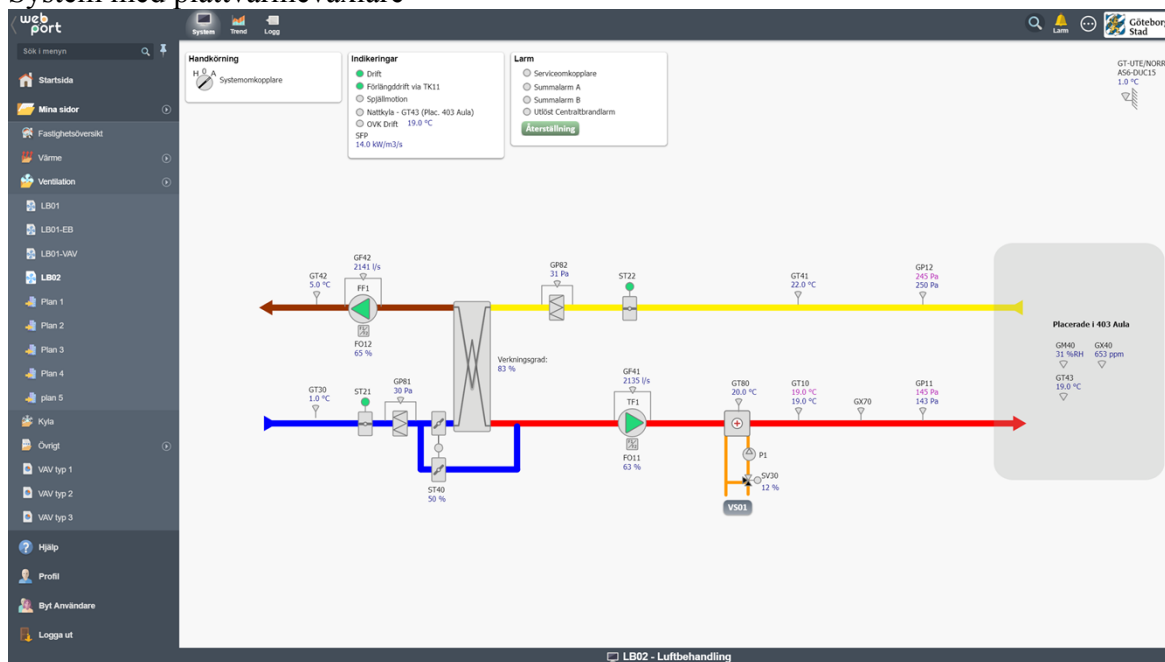 System med plattvärmeväxlare
web port
System
Trend
Logg
Larm
Göteborg
Stad
Sök i menyn
Startsida
Mina sidor
Fastighetsöversikt
Värme
Ventilation
LB01
LB01-EB
LB01-VAV
LB02
Plan 1
Plan 2
Plan 3
Plan 4
plan 5
Kyla
Övrigt
VAV typ 1
VAV typ 2
VAV typ 3
Hjälp
Profil
Byt Användare
Logga ut
Handkörning
H 0 A
Systemomkopplare
Indikeringar
Drift
Förlängddrift via TK11
Spjällmotion
Nattkyla - GT43 (Plac. 403 Aula)
OVK Drift 19.0 °C
SFP
14.0 kW/m3/s
Larm
Serviceomkopplare
Summalarm A
Summalarm B
Utlöst Centralbrandlarm
Återställning
GT-UTE/NORR
AS6-DUC15
1.0 °C
GT42
5.0 °C
GF42
2141 l/s
FF1
FO12
65 %
GP82
31 Pa
ST22
GT41
22.0 °C
GP12
245 Pa
250 Pa
Verkningsgrad:
83 %
GT30
1.0 °C
ST21
GP81
30 Pa
ST40
50 %
GF41
2135 l/s
TF1
FO11
63 %
GT80
20.0 °C
GT10
19.0 °C
19.0 °C
GX70
GP11
145 Pa
143 Pa
P1
SV30
12 %
VS01
Placerade i 403 Aula
GM40
31 %RH
GX40
653 ppm
GT43
19.0 °C
LB02 - Luftbehandling